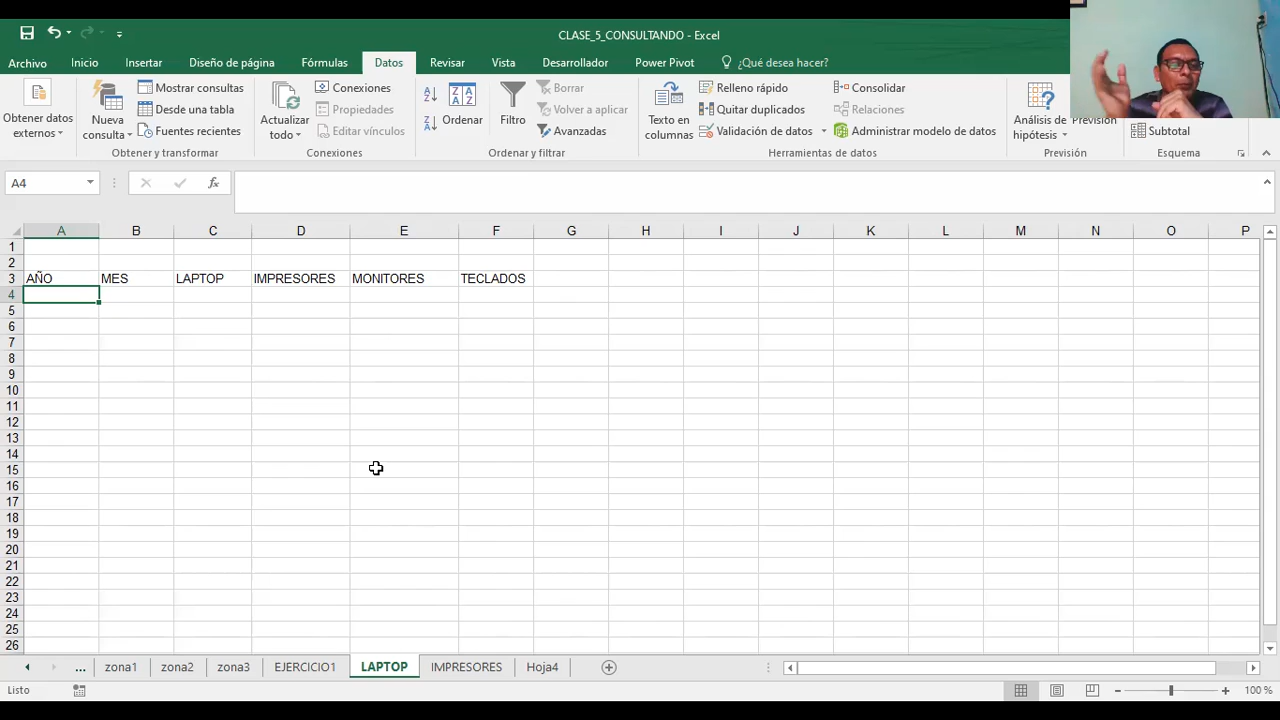 CLASE_5_CONSULTANDO - Excel
Archivo Inicio Insertar Diseño de página Fórmulas Datos Revisar Vista Desarrollador Power Pivot ¿Qué desea hacer?
Obtener datos externos
Nueva consulta
Mostrar consultas
Desde una tabla
Fuentes recientes
Obtener y transformar
Actualizar todo
Conexiones
Propiedades
Editar vínculos
Conexiones
Ordenar
Filtro
Borrar
Volver a aplicar
Avanzadas
Ordenar y filtrar
Texto en columnas
Relleno rápido
Quitar duplicados
Validación de datos
Consolidar
Relaciones
Administrar modelo de datos
Herramientas de datos
Análisis de hipótesis
Previsión
Previsión
Subtotal
Esquema
A4
fx
A B C D E F G H I J K L M N O P
1
2
3 AÑO MES LAPTOP IMPRESORES MONITORES TECLADOS
4
5
6
7
8
9
10
11
12
13
14
15
16
17
18
19
20
21
22
23
24
25
26
... zona1 zona2 zona3 EJERCICIO1 LAPTOP IMPRESORES Hoja4
Listo 100 %